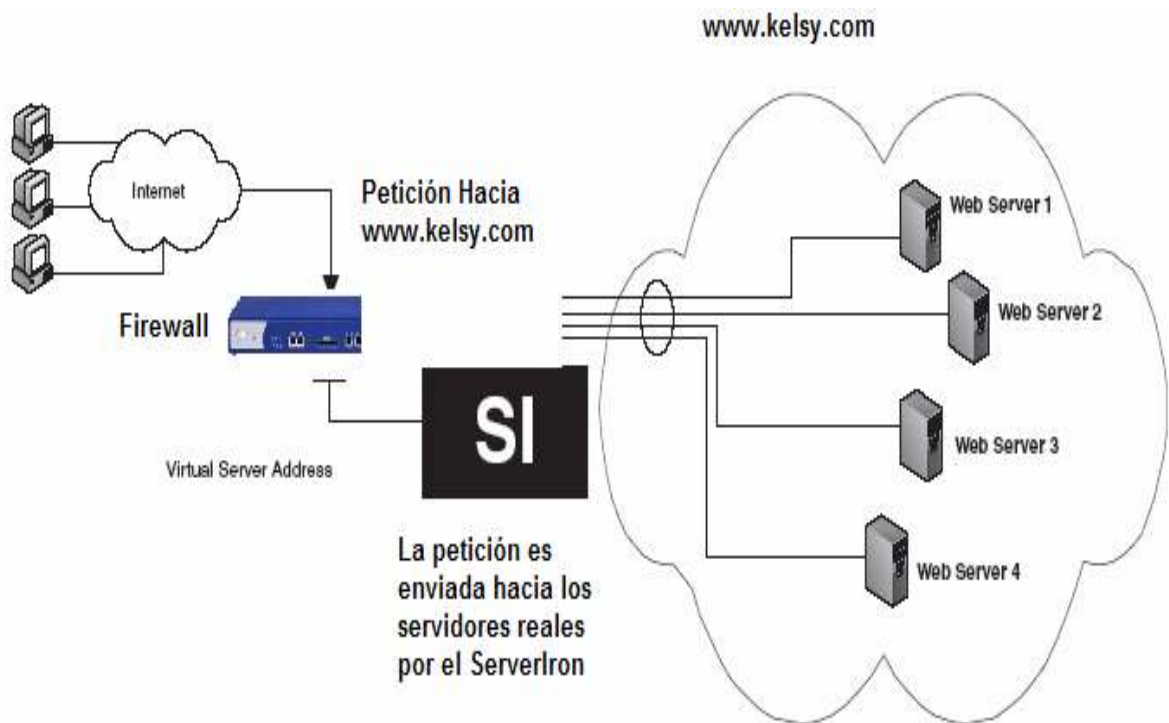 www.kelsy.com
Internet
Petición Hacia
www.kelsy.com
Firewall
Virtual Server Address
SI
La petición es
enviada hacia los
servidores reales
por el ServerIron
Web Server 1
Web Server 2
Web Server 3
Web Server 4